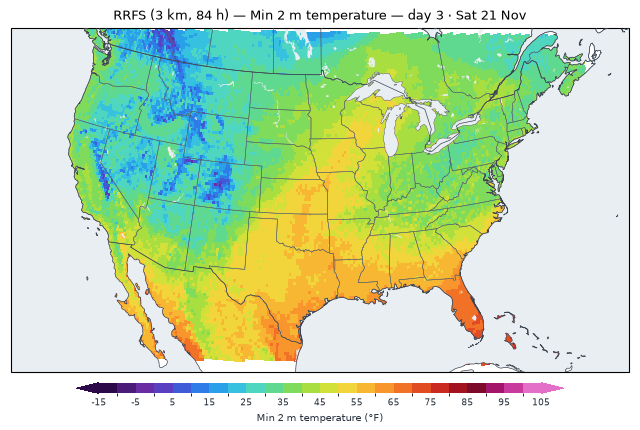 RRFS (3 km, 84 h) — Min 2 m temperature — day 3 · Sat 21 Nov
-15 -5 5 15 25 35 45 55 65 75 85 95 105
Min 2 m temperature (°F)